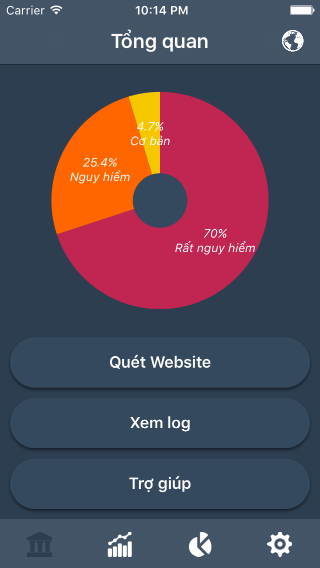 Carrier 10:14 PM
Tổng quan
4.7%
Cơ bản
25.4%
Nguy hiểm
70%
Rất nguy hiểm
Quét Website
Xem log
Trợ giúp